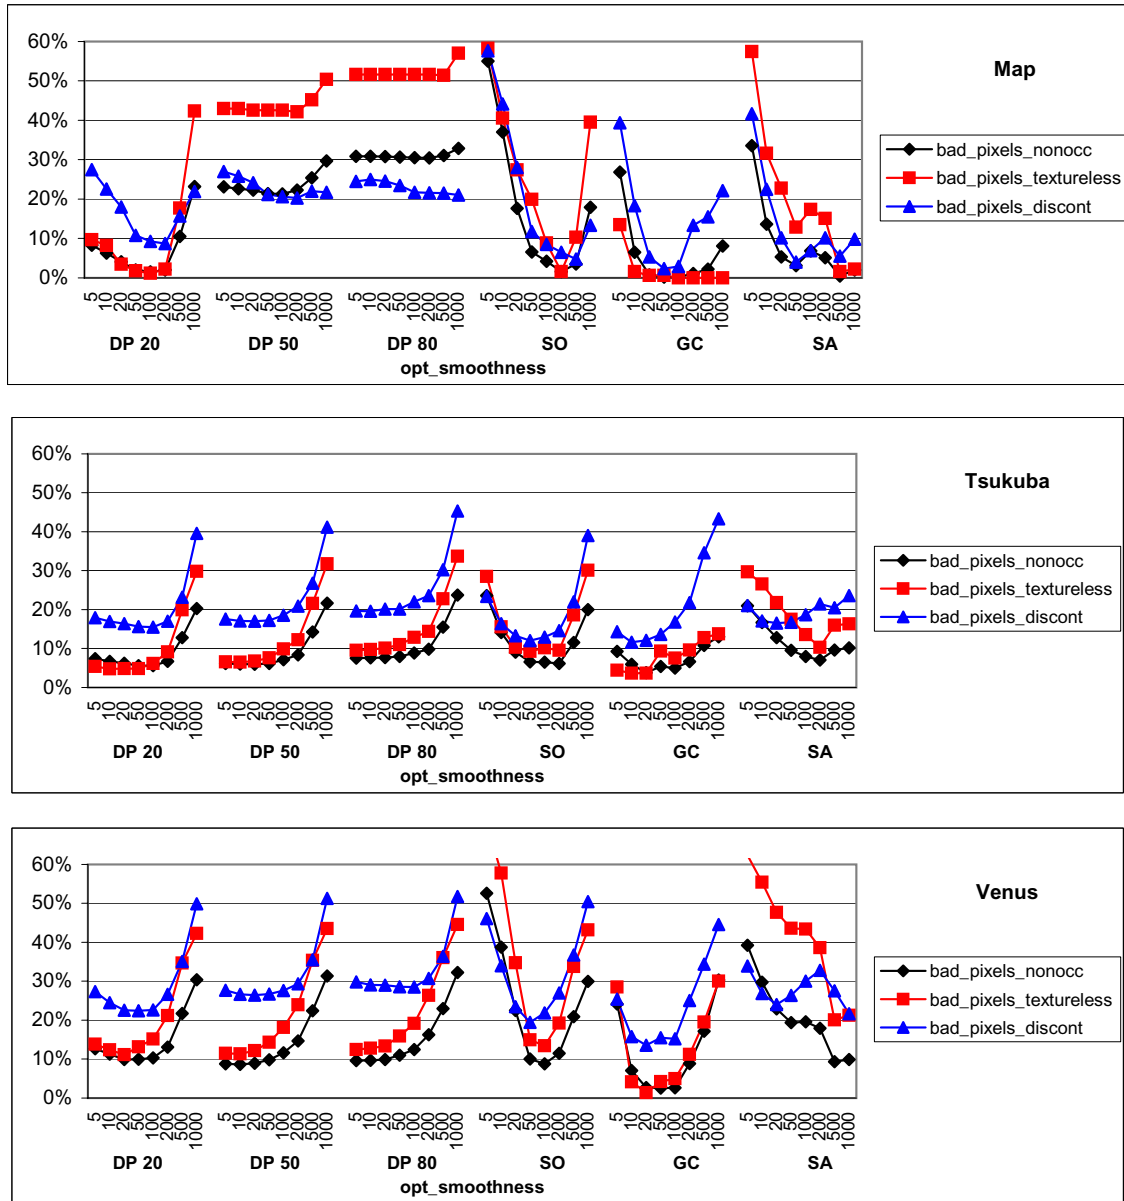 60%
50%
40%
30%
20%
10%
0%
5 10 20 50 100 200 500 1000 5 10 20 50 100 200 500 1000 5 10 20 50 100 200 500 1000 5 10 20 50 100 200 500 1000 5 10 20 50 100 200 500 1000 5 10 20 50 100 200 500 1000
DP 20 DP 50 DP 80 SO GC SA
opt_smoothness
Map
bad_pixels_nonocc
bad_pixels_textureless
bad_pixels_discont
60%
50%
40%
30%
20%
10%
0%
5 10 20 50 100 200 500 1000 5 10 20 50 100 200 500 1000 5 10 20 50 100 200 500 1000 5 10 20 50 100 200 500 1000 5 10 20 50 100 200 500 1000 5 10 20 50 100 200 500 1000
DP 20 DP 50 DP 80 SO GC SA
opt_smoothness
Tsukuba
bad_pixels_nonocc
bad_pixels_textureless
bad_pixels_discont
60%
50%
40%
30%
20%
10%
0%
5 10 20 50 100 200 500 1000 5 10 20 50 100 200 500 1000 5 10 20 50 100 200 500 1000 5 10 20 50 100 200 500 1000 5 10 20 50 100 200 500 1000 5 10 20 50 100 200 500 1000
DP 20 DP 50 DP 80 SO GC SA
opt_smoothness
Venus
bad_pixels_nonocc
bad_pixels_textureless
bad_pixels_discont